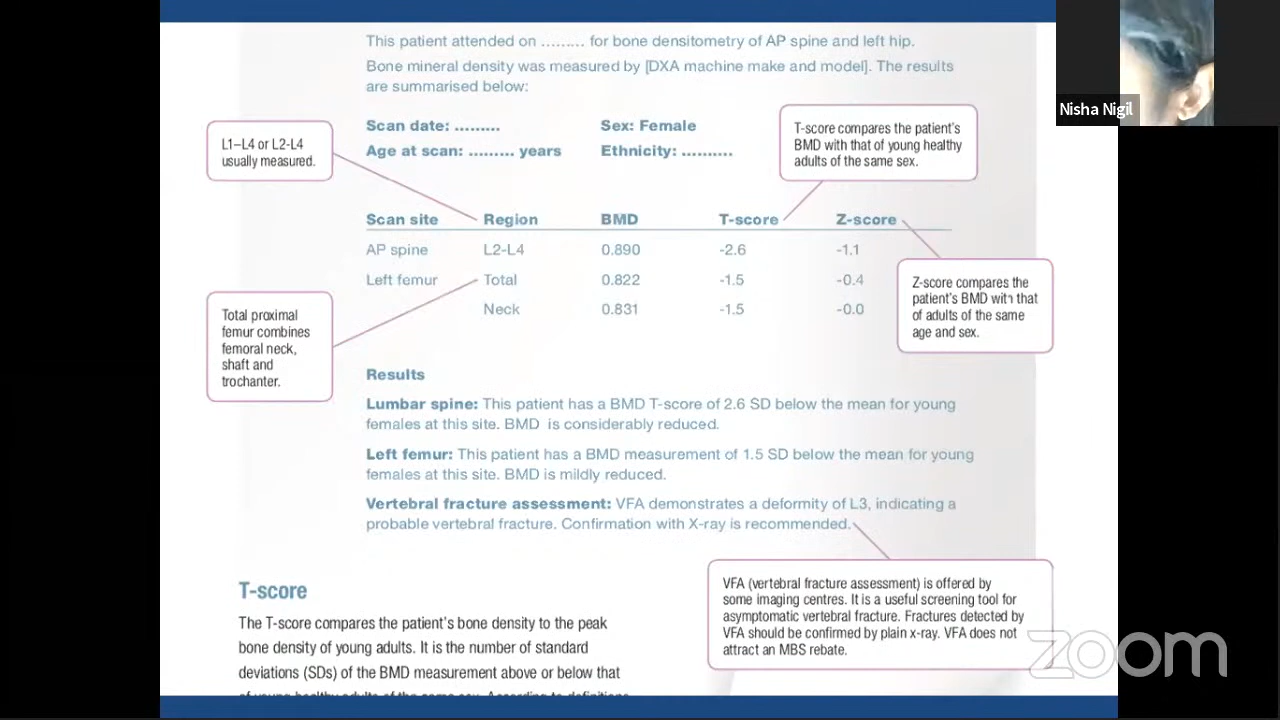 This patient attended on ......... for bone densitometry of AP spine and left hip.
Bone mineral density was measured by [DXA machine make and model]. The results
are summarised below:
Nisha Nigil
Scan date: .........
Sex: Female
Age at scan: ......... years
Ethnicity: ..........
L1–L4 or L2-L4
usually measured.
T-score compares the patient's
BMD with that of young healthy
adults of the same sex.
Scan site Region BMD T-score Z-score
AP spine L2-L4 0.890 -2.6 -1.1
Left femur Total 0.822 -1.5 -0.4
Neck 0.831 -1.5 -0.0
Z-score compares the
patient's BMD with that
of adults of the same
age and sex.
Total proximal
femur combines
femoral neck,
shaft and
trochanter.
Results
Lumbar spine: This patient has a BMD T-score of 2.6 SD below the mean for young
females at this site. BMD is considerably reduced.
Left femur: This patient has a BMD measurement of 1.5 SD below the mean for young
females at this site. BMD is mildly reduced.
Vertebral fracture assessment: VFA demonstrates a deformity of L3, indicating a
probable vertebral fracture. Confirmation with X-ray is recommended.
VFA (vertebral fracture assessment) is offered by
some imaging centres. It is a useful screening tool for
asymptomatic vertebral fracture. Fractures detected by
VFA should be confirmed by plain x-ray. VFA does not
attract an MBS rebate.
T-score
The T-score compares the patient's bone density to the peak
bone density of young adults. It is the number of standard
deviations (SDs) of the BMD measurement above or below that
of young healthy adults of the same sex. According to definitions
zoom